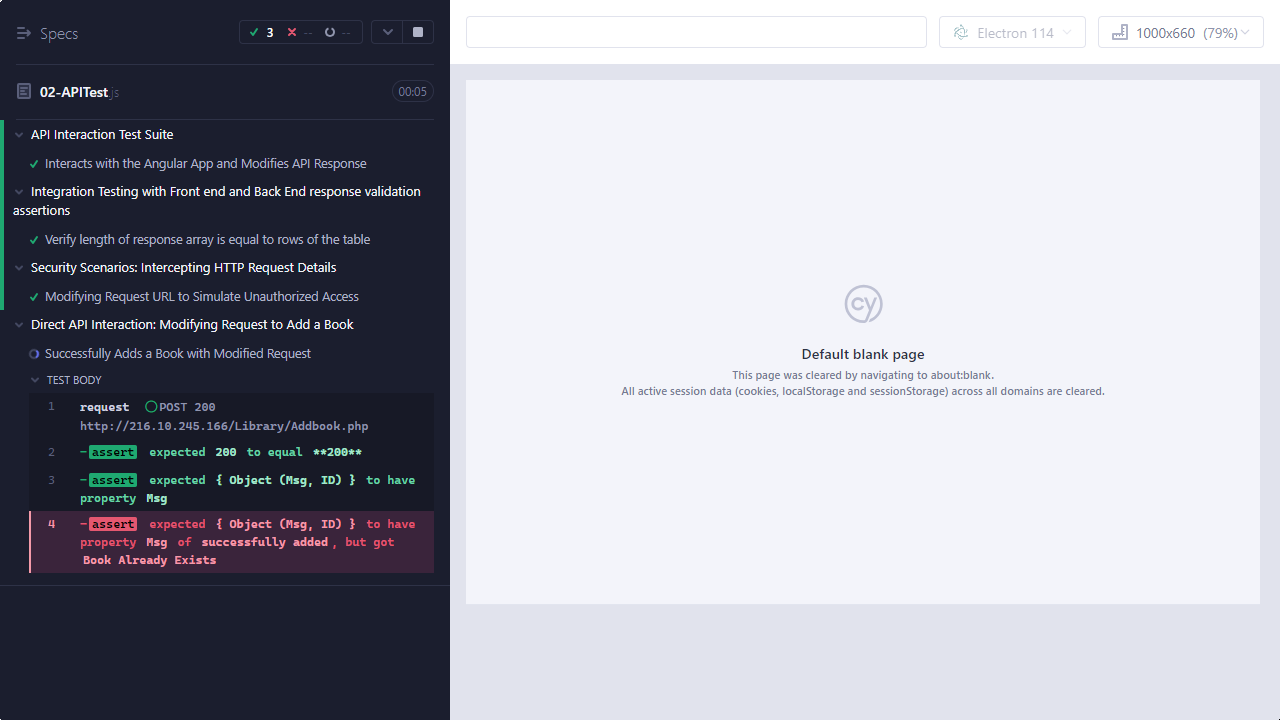 Specs
3
--
--
Electron 114
1000x660 (79%)
02-APITest.js
00:05
API Interaction Test Suite
Interacts with the Angular App and Modifies API Response
Integration Testing with Front end and Back End response validation
assertions
Verify length of response array is equal to rows of the table
Security Scenarios: Intercepting HTTP Request Details
Modifying Request URL to Simulate Unauthorized Access
Direct API Interaction: Modifying Request to Add a Book
Successfully Adds a Book with Modified Request
TEST BODY
1 request POST 200
http://216.10.245.166/Library/Addbook.php
2 -assert expected 200 to equal **200**
3 -assert expected { Object (Msg, ID) } to have
property Msg
4 -assert expected { Object (Msg, ID) } to have
property Msg of successfully added, but got
Book Already Exists
cy
Default blank page
This page was cleared by navigating to about:blank.
All active session data (cookies, localStorage and sessionStorage) across all domains are cleared.